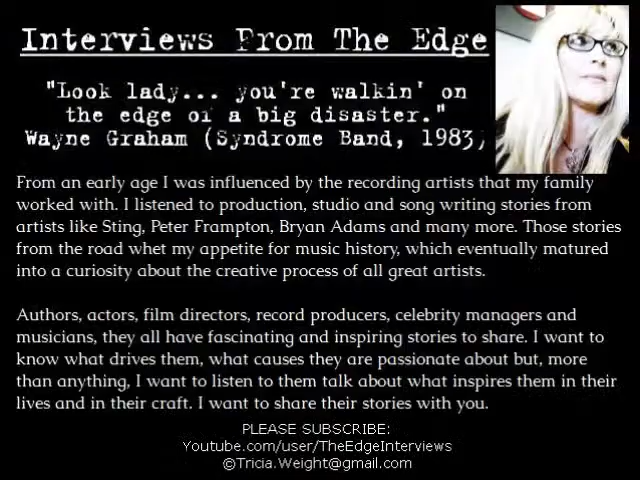 Interviews From The Edge
"Look lady... you're walkin' on
the edge of a big disaster."
Wayne Graham (Syndrome Band, 1983)
From an early age I was influenced by the recording artists that my family
worked with. I listened to production, studio and song writing stories from
artists like Sting, Peter Frampton, Bryan Adams and many more. Those stories
from the road whet my appetite for music history, which eventually matured
into a curiosity about the creative process of all great artists.
Authors, actors, film directors, record producers, celebrity managers and
musicians, they all have fascinating and inspiring stories to share. I want to
know what drives them, what causes they are passionate about but, more
than anything, I want to listen to them talk about what inspires them in their
lives and in their craft. I want to share their stories with you.
PLEASE SUBSCRIBE:
Youtube.com/user/TheEdgeInterviews
©Tricia.Weight@gmail.com